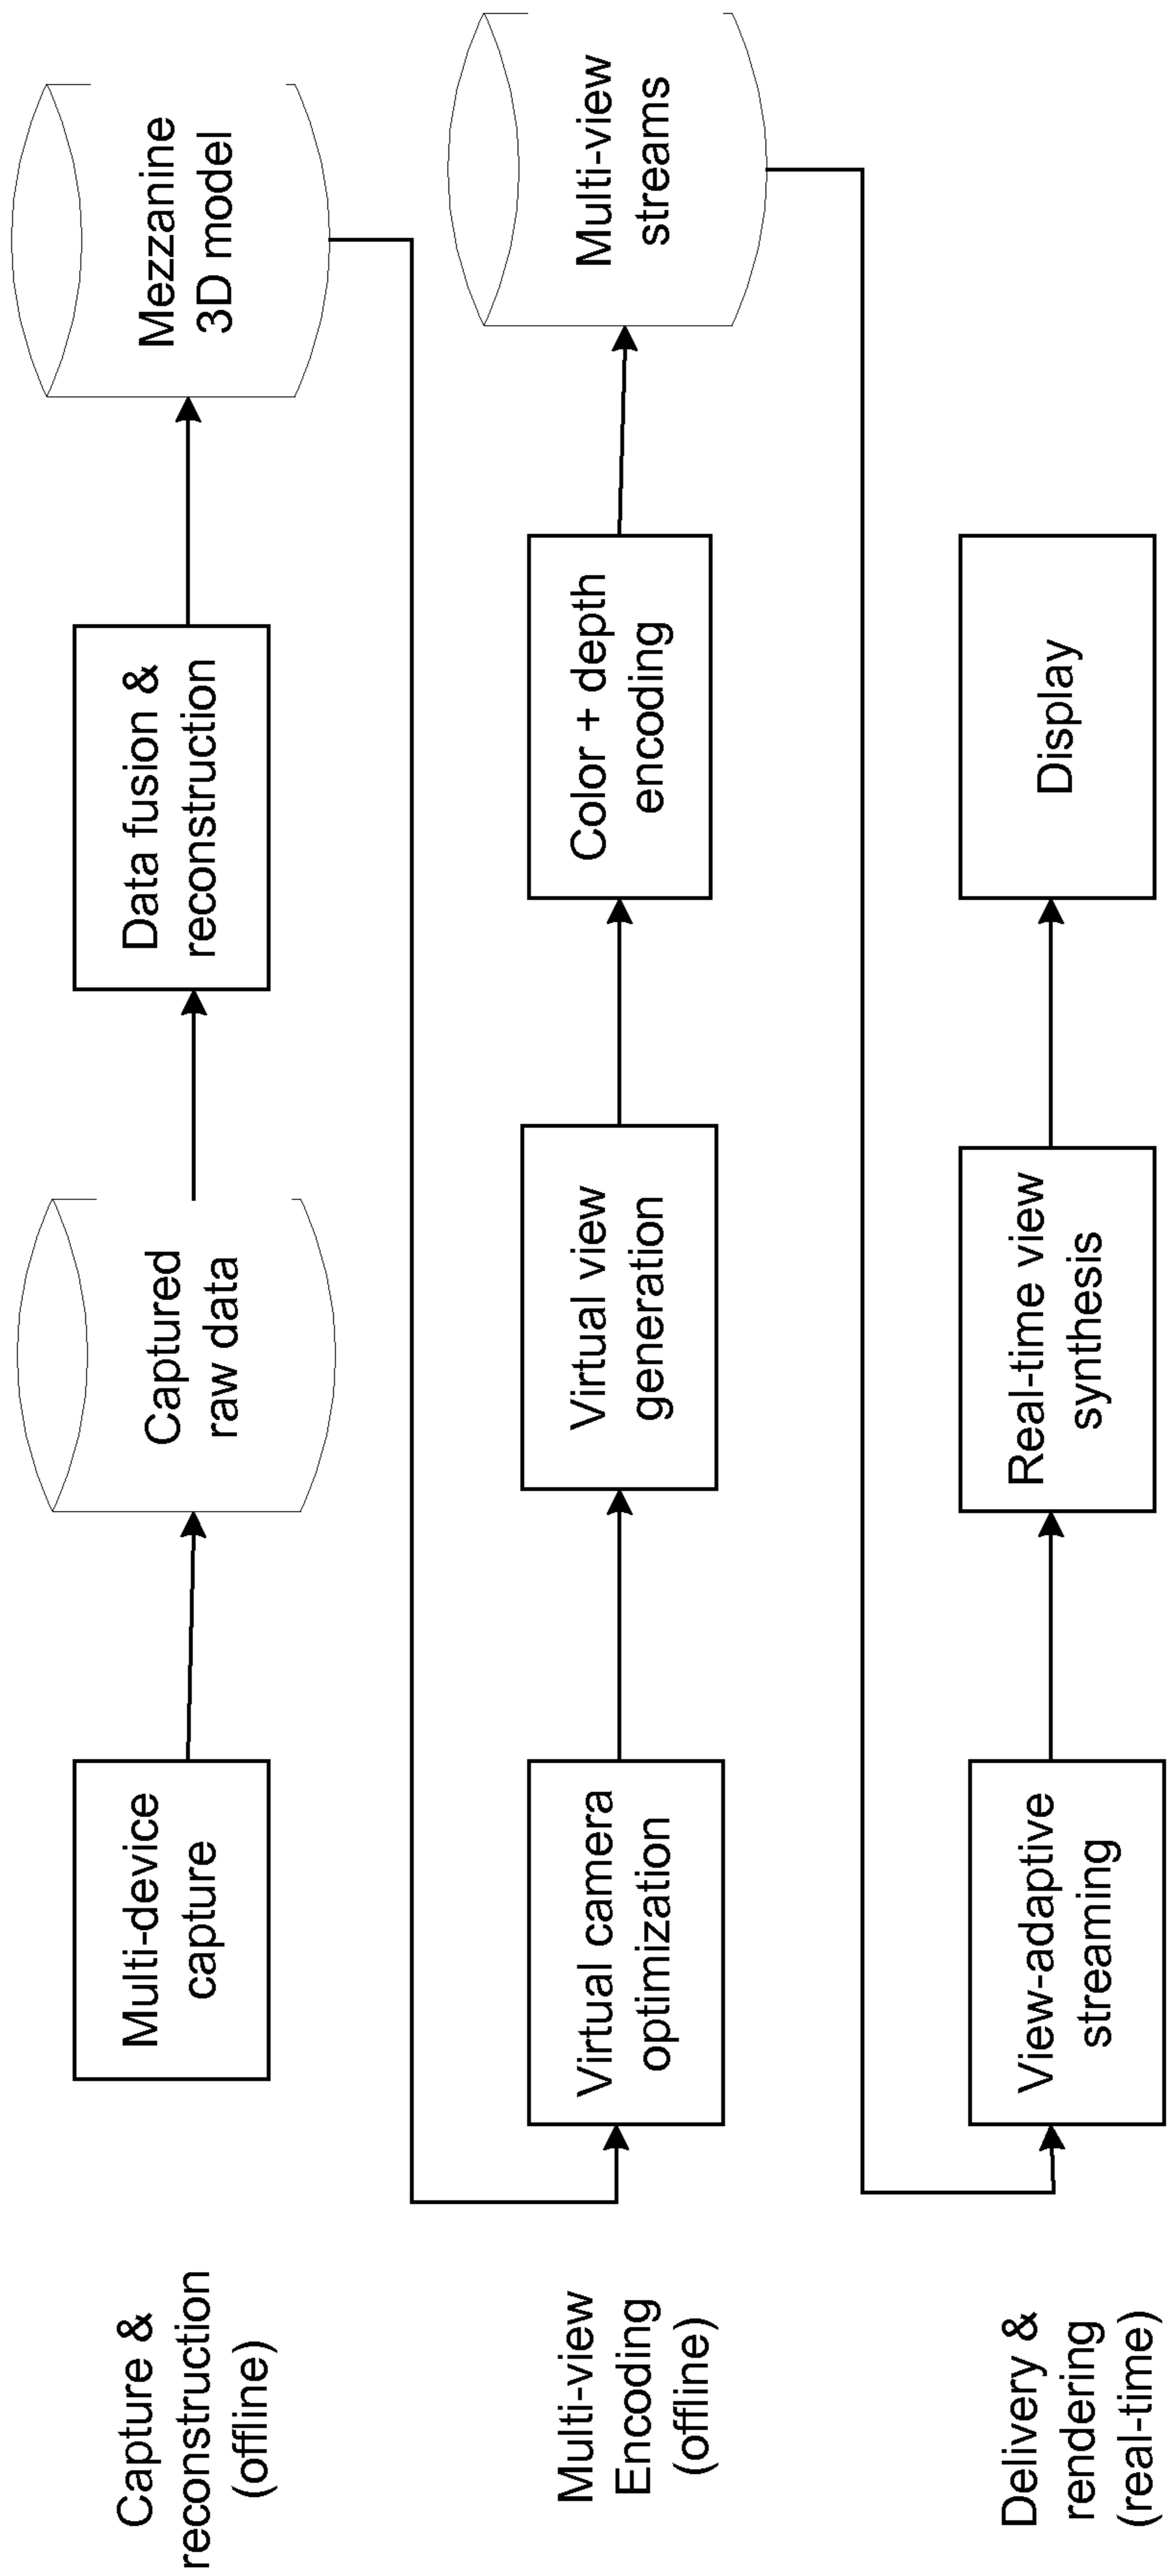 Capture &
reconstruction
(offline)
Multi-device
capture
Captured
raw data
Data fusion &
reconstruction
Mezzanine
3D model
Multi-view
Encoding
(offline)
Virtual camera
optimization
Virtual view
generation
Color + depth
encoding
Multi-view
streams
Delivery &
rendering
(real-time)
View-adaptive
streaming
Real-time view
synthesis
Display